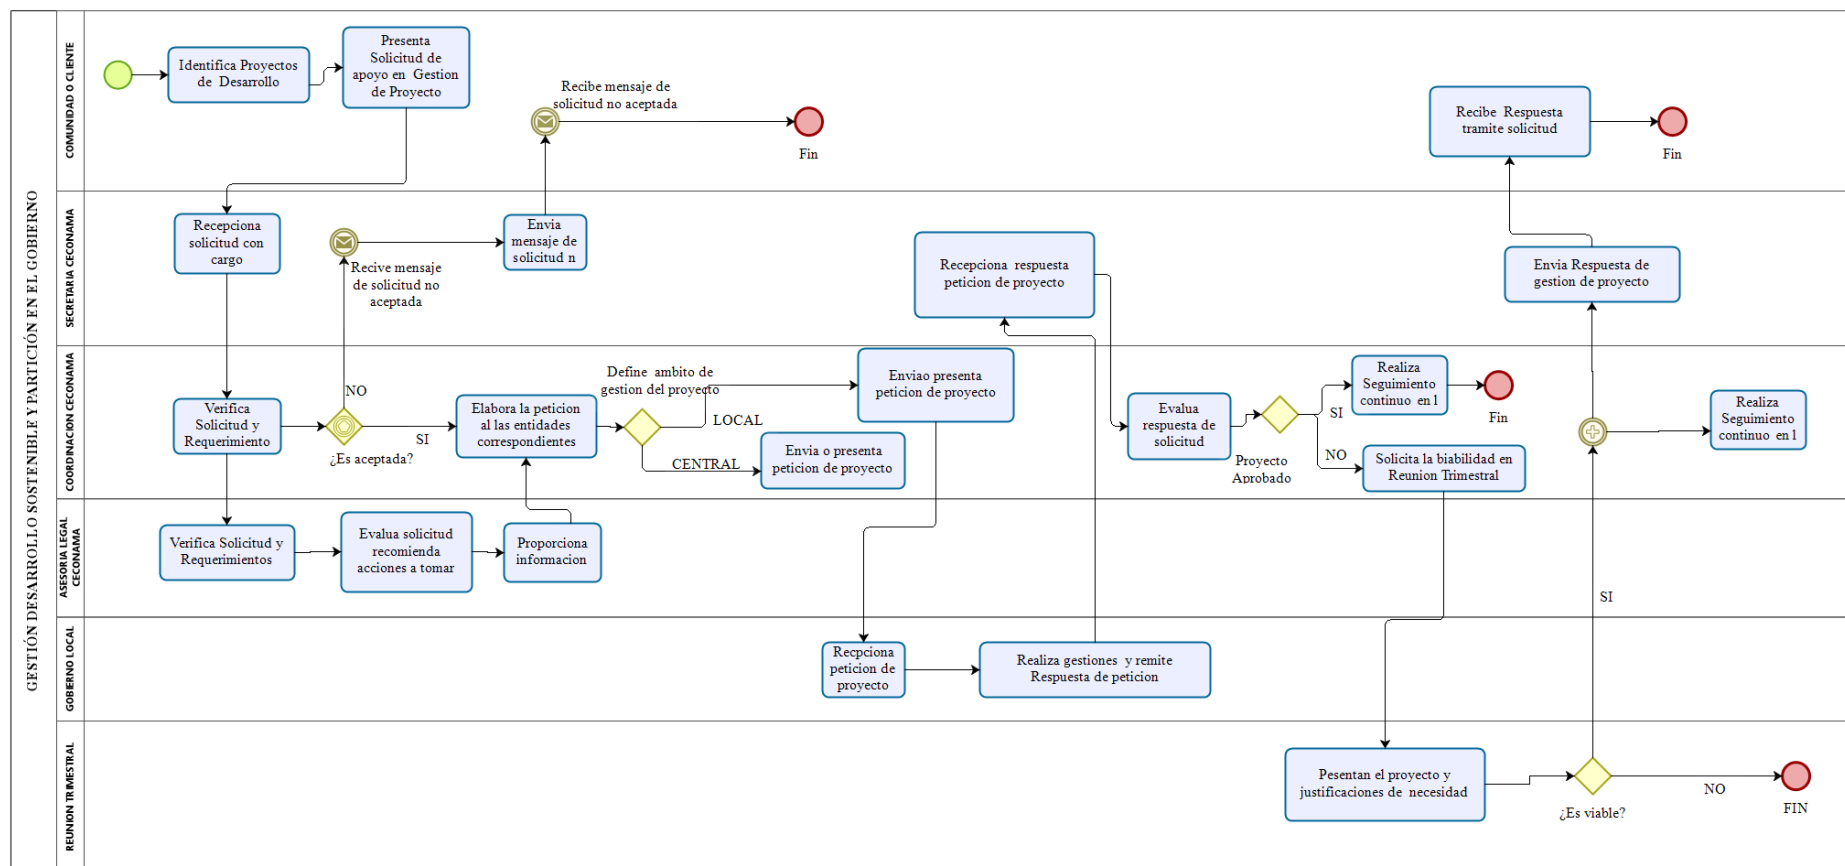 GESTIÓN DESARROLLO SOSTENIBLE Y PARTICIÓN EN EL GOBIERNO
COMUNIDAD O CLIENTE
Identifica Proyectos
de Desarrollo
Presenta
Solicitud de
apoyo en Gestion
de Proyecto
Recibe mensaje de
solicitud no aceptada
Fin
Recibe Respuesta
tramite solicitud
Fin
SECRETARIA CECONAMA
Recepciona
solicitud con
cargo
Recive mensaje
de solicitud no
aceptada
Envia
mensaje de
solicitud n
Recepciona respuesta
peticion de proyecto
Envia Respuesta de
gestion de proyecto
COORDINACION CECONAMA
Verifica
Solicitud y
Requerimiento
NO
¿Es aceptada?
SI
Elabora la peticion
al las entidades
correspondientes
Define ambito de
gestion del proyecto
LOCAL
CENTRAL
Enviao presenta
peticion de proyecto
Envia o presenta
peticion de proyecto
Evalua
respuesta de
solicitud
Proyecto
Aprobado
SI
NO
Realiza
Seguimiento
continuo en l
Fin
Solicita la biabilidad en
Reunion Trimestral
Realiza
Seguimiento
continuo en l
ASESORIA LEGAL
CECONAMA
Verifica Solicitud y
Requerimientos
Evalua solicitud
recomienda
acciones a tomar
Proporciona
informacion
SI
GOBIERNO LOCAL
Recpciona
peticion de
proyecto
Realiza gestiones y remite
Respuesta de peticion
REUNION TRIMESTRAL
Pesentan el proyecto y
justificaciones de necesidad
¿Es viable?
NO
FIN